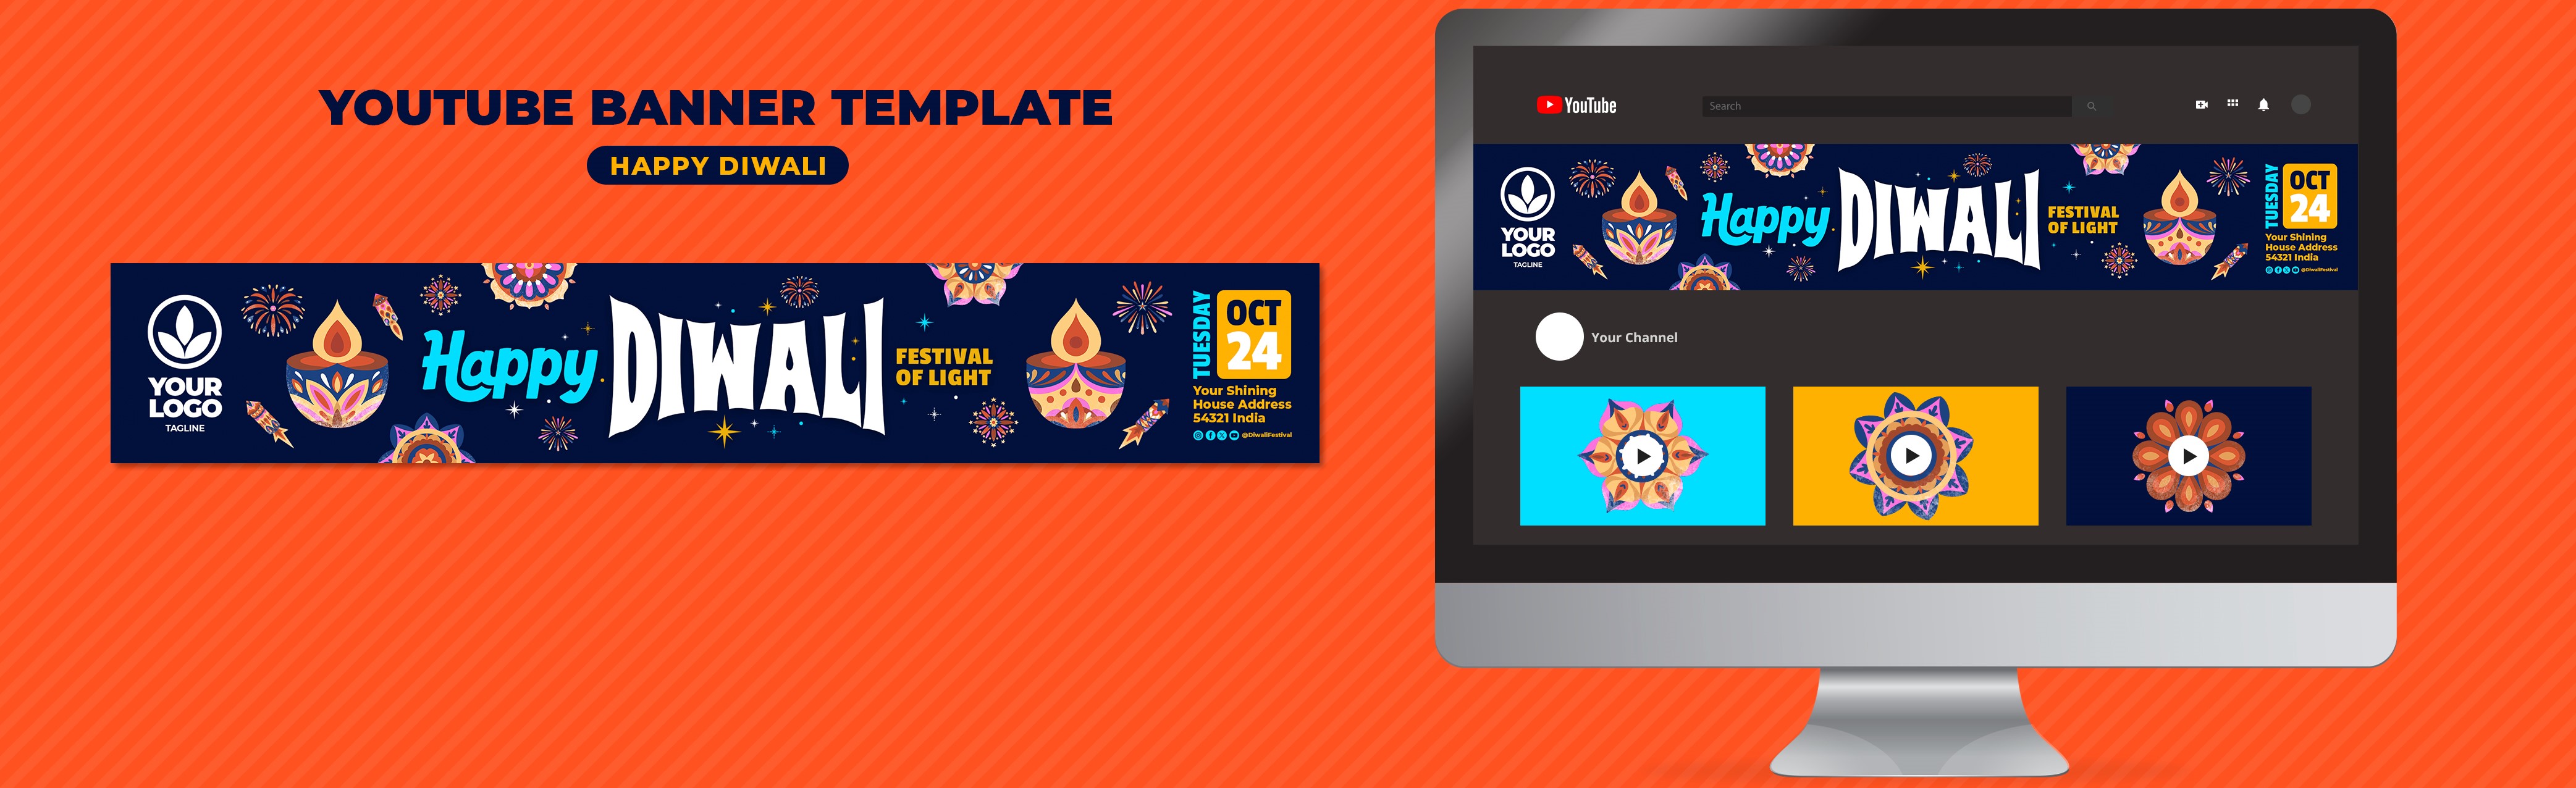 YOUTUBE BANNER TEMPLATE
HAPPY DIWALI
YOUR
LOGO
TAGLINE
Happy
DIWALI
FESTIVAL
OF LIGHT
TUESDAY
OCT
24
Your Shining
House Address
54321 India
@DiwaliFestival
YouTube
Search
YOUR
LOGO
TAGLINE
Happy
DIWALI
FESTIVAL
OF LIGHT
TUESDAY
OCT
24
Your Shining
House Address
54321 India
@DiwaliFestival
Your Channel